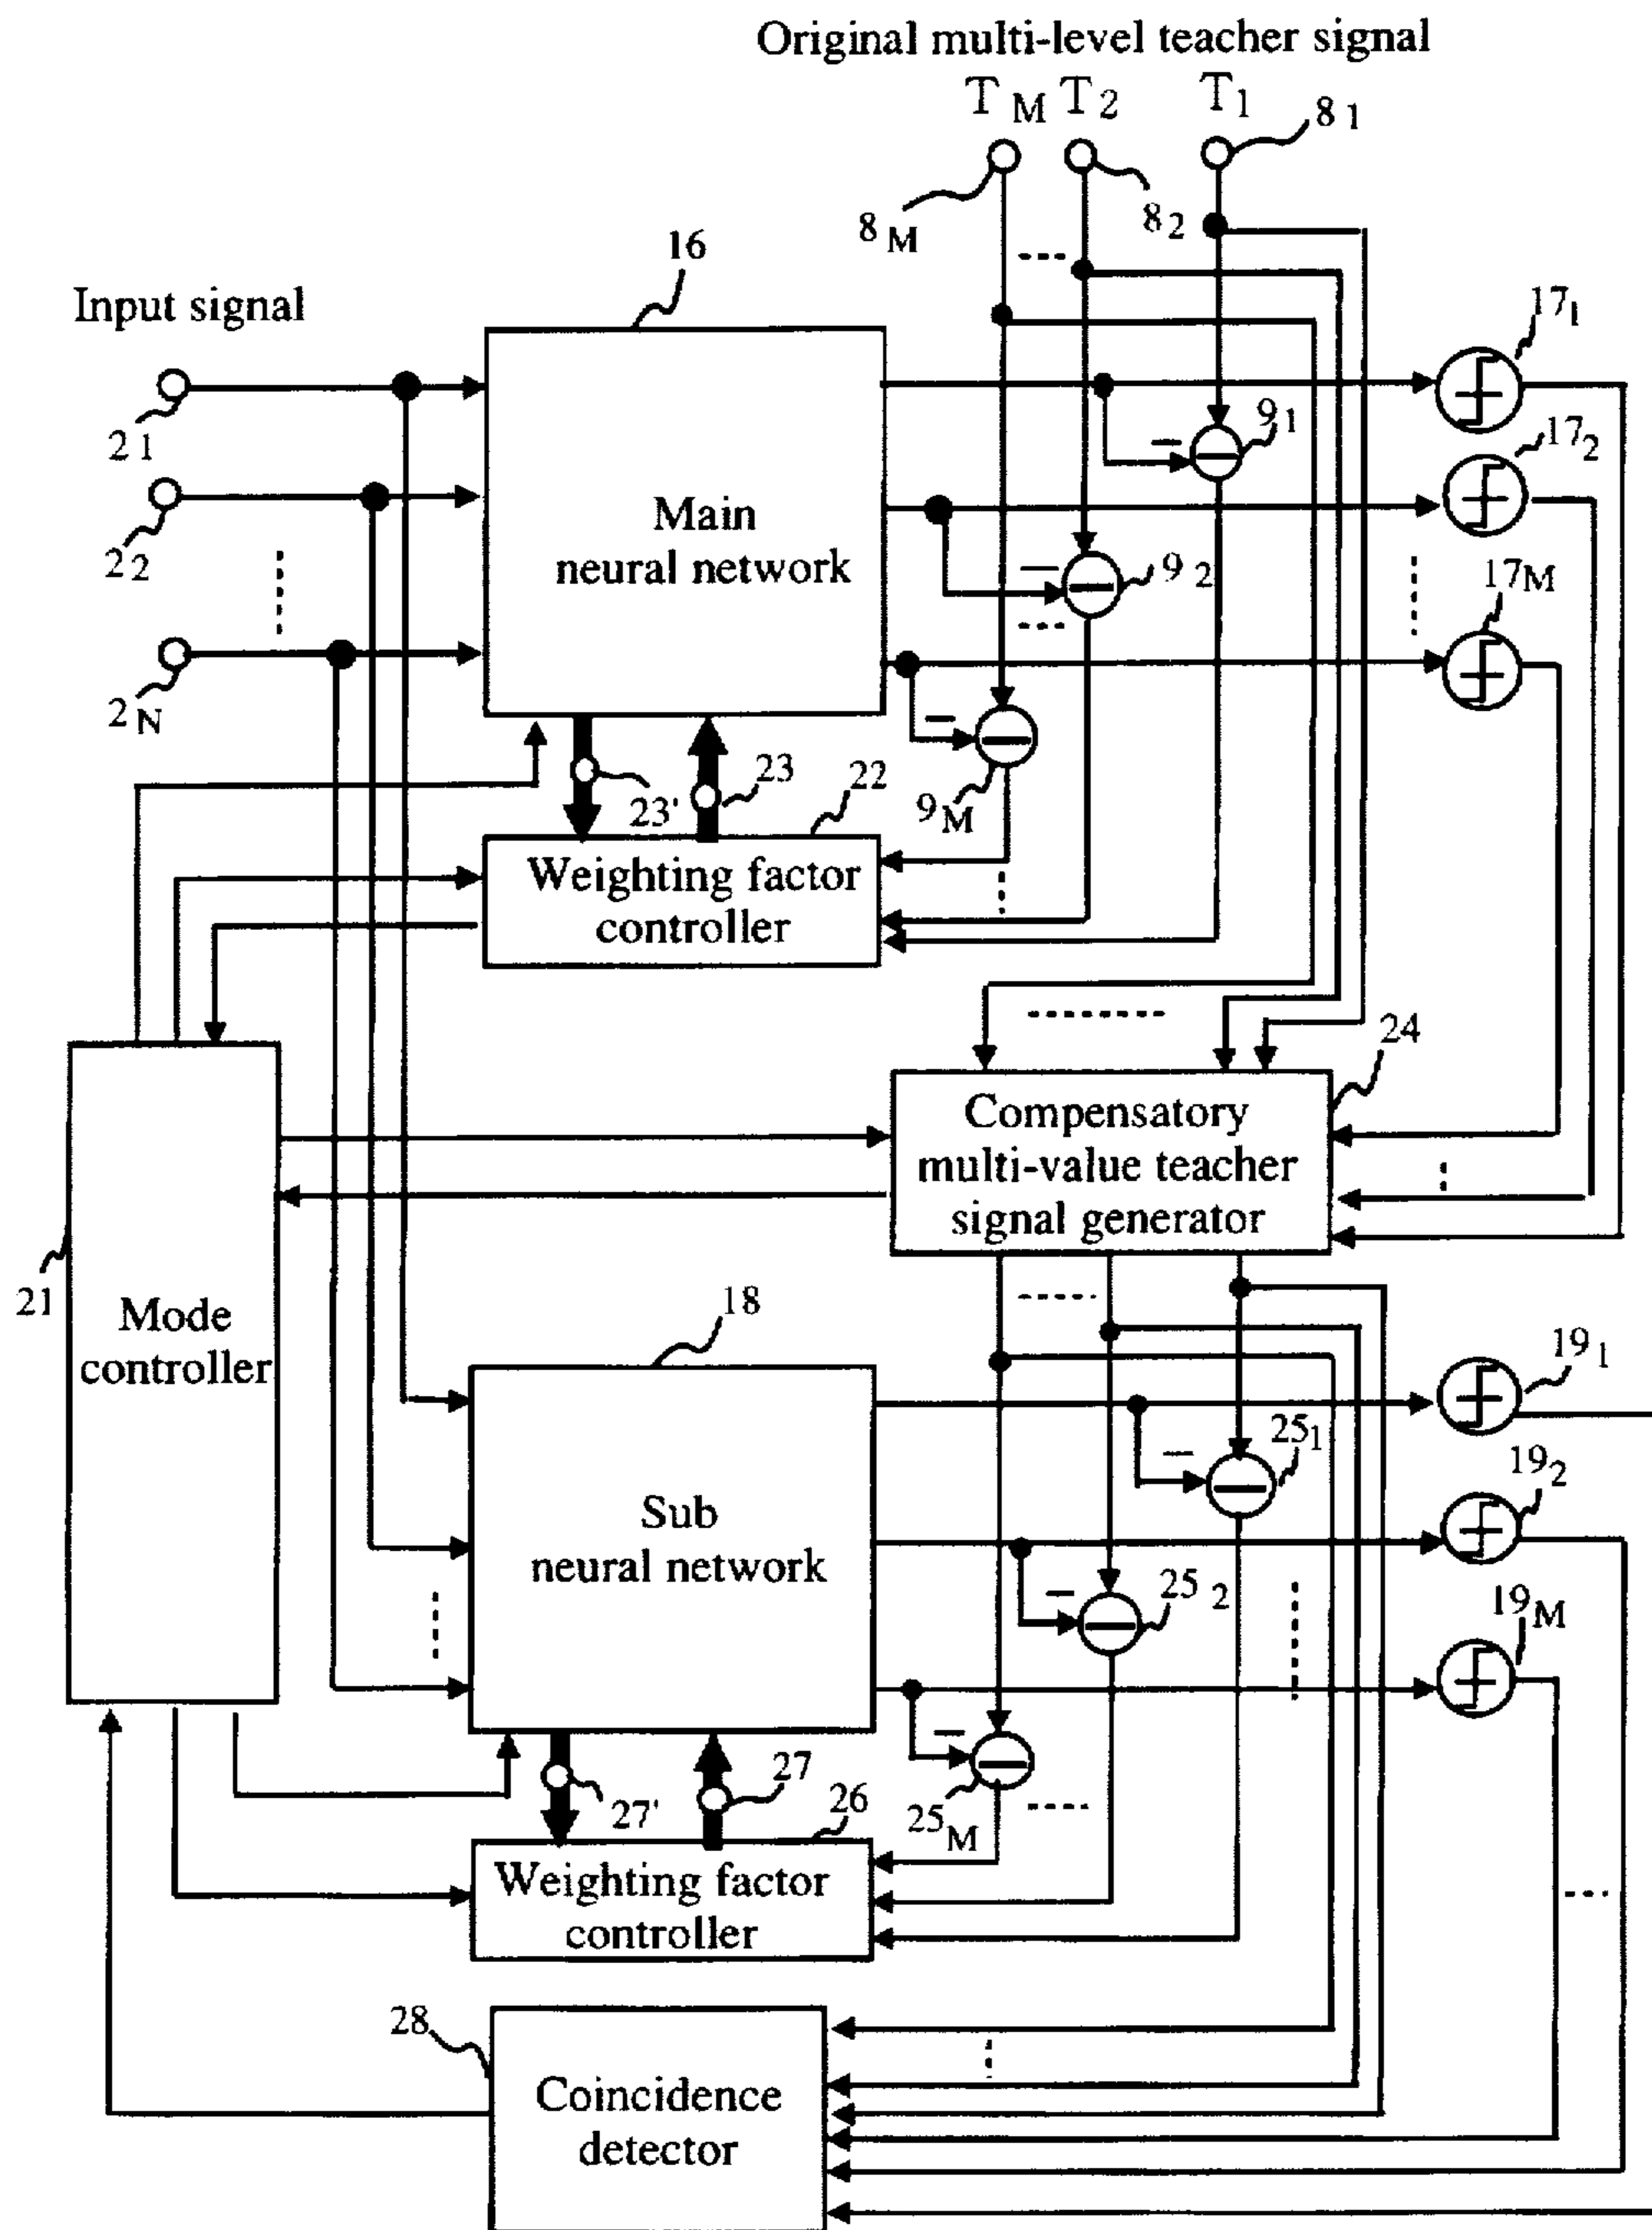 Original multi-level teacher signal
T M T 2 T 1
8 1
8 M
8 2
16
Input signal
17 1
2 1
9 1
17 2
Main
neural network
2 2
9 2
17 M
2 N
23'
23
22
9 M
Weighting factor
controller
24
Compensatory
multi-value teacher
signal generator
21
Mode
controller
18
19 1
25 1
19 2
Sub
neural network
25 2
19 M
27'
27
26
25 M
Weighting factor
controller
28
Coincidence
detector